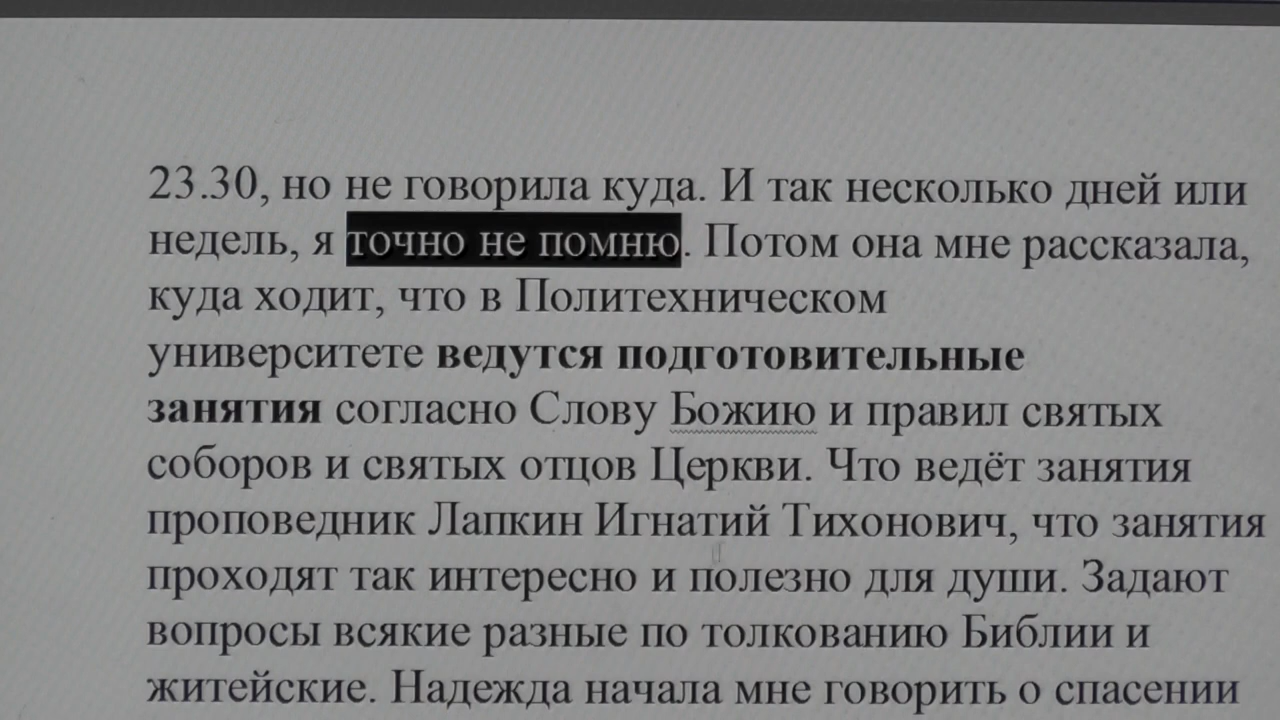 23.30, но не говорила куда. И так несколько дней или
недель, я точно не помню. Потом она мне рассказала,
куда ходит, что в Политехническом
университете ведутся подготовительные
занятия согласно Слову Божию и правил святых
соборов и святых отцов Церкви. Что ведёт занятия
проповедник Лапкин Игнатий Тихонович, что занятия
проходят так интересно и полезно для души. Задают
вопросы всякие разные по толкованию Библии и
житейские. Надежда начала мне говорить о спасении